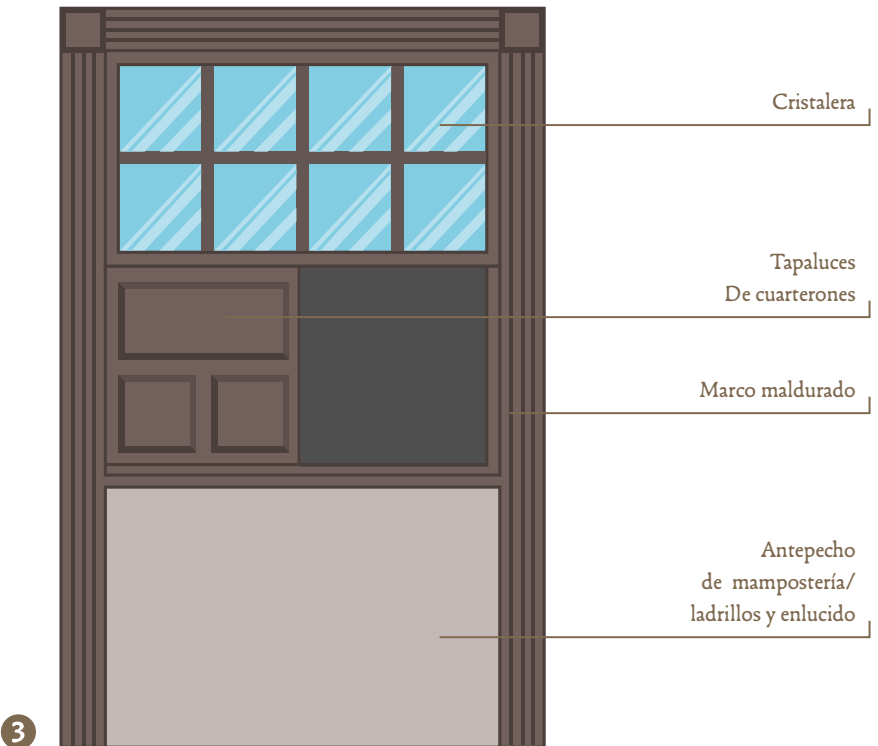 Cristalera
Tapaluces
De cuarterones
Marco maldurado
Antepecho
de mampostería/
ladrillos y enlucido
3